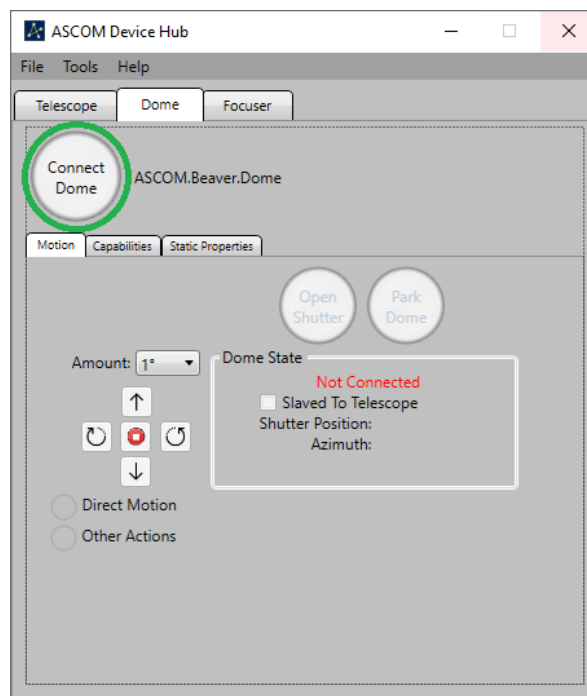 ASCOM Device Hub
File Tools Help
Telescope Dome Focuser
Connect
Dome
ASCOM.Beaver.Dome
Motion Capabilities Static Properties
Open
Shutter
Park
Dome
Amount: 1°
Dome State
Not Connected
Slaved To Telescope
Shutter Position:
Azimuth:
Direct Motion
Other Actions